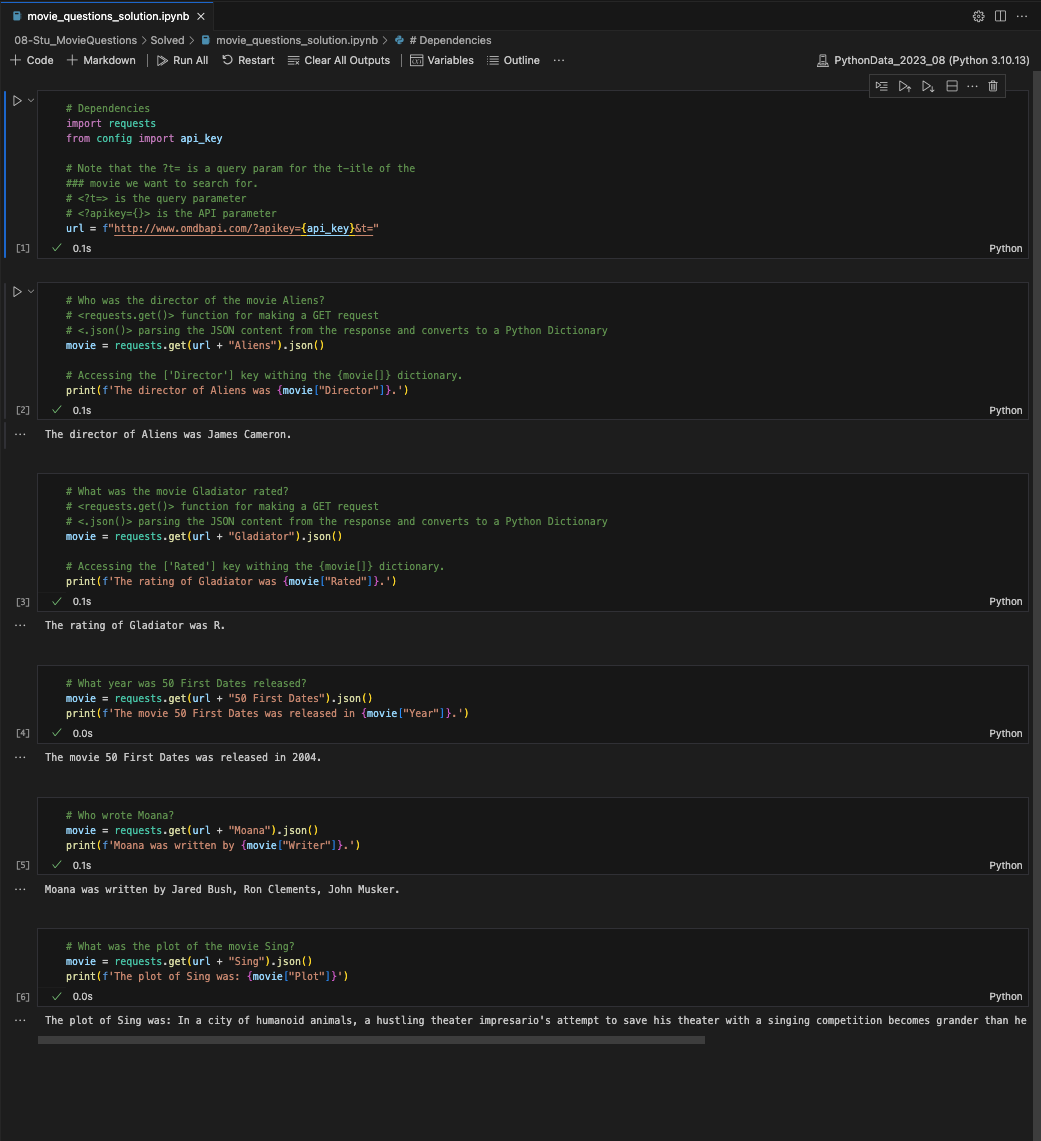 movie_questions_solution.ipynb
08-Stu_MovieQuestions > Solved > movie_questions_solution.ipynb > # Dependencies
+ Code + Markdown | Run All Restart Clear All Outputs | Variables Outline ··· PythonData_2023_08 (Python 3.10.13)
# Dependencies
import requests
from config import api_key
# Note that the ?t= is a query param for the t-itle of the
### movie we want to search for.
# <?t=> is the query parameter
# <?apikey={}> is the API parameter
url = f"http://www.omdbapi.com/?apikey={api_key}&t="
[1] 0.1s Python
# Who was the director of the movie Aliens?
# <requests.get()> function for making a GET request
# <.json()> parsing the JSON content from the response and converts to a Python Dictionary
movie = requests.get(url + "Aliens").json()
# Accessing the ['Director'] key withing the {movie[]} dictionary.
print(f'The director of Aliens was {movie["Director"]}.')
[2] 0.1s Python
··· The director of Aliens was James Cameron.
# What was the movie Gladiator rated?
# <requests.get()> function for making a GET request
# <.json()> parsing the JSON content from the response and converts to a Python Dictionary
movie = requests.get(url + "Gladiator").json()
# Accessing the ['Rated'] key withing the {movie[]} dictionary.
print(f'The rating of Gladiator was {movie["Rated"]}.')
[3] 0.1s Python
··· The rating of Gladiator was R.
# What year was 50 First Dates released?
movie = requests.get(url + "50 First Dates").json()
print(f'The movie 50 First Dates was released in {movie["Year"]}.')
[4] 0.0s Python
··· The movie 50 First Dates was released in 2004.
# Who wrote Moana?
movie = requests.get(url + "Moana").json()
print(f'Moana was written by {movie["Writer"]}.')
[5] 0.1s Python
··· Moana was written by Jared Bush, Ron Clements, John Musker.
# What was the plot of the movie Sing?
movie = requests.get(url + "Sing").json()
print(f'The plot of Sing was: {movie["Plot"]}')
[6] 0.0s Python
··· The plot of Sing was: In a city of humanoid animals, a hustling theater impresario's attempt to save his theater with a singing competition becomes grander than he